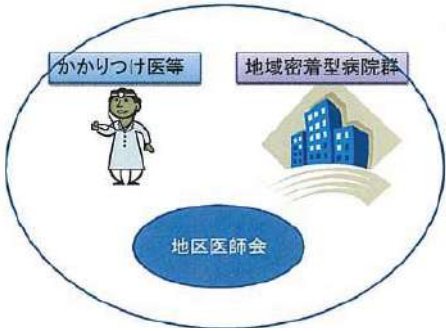 かかりつけ医等
地域密着型病院群
地区医師会